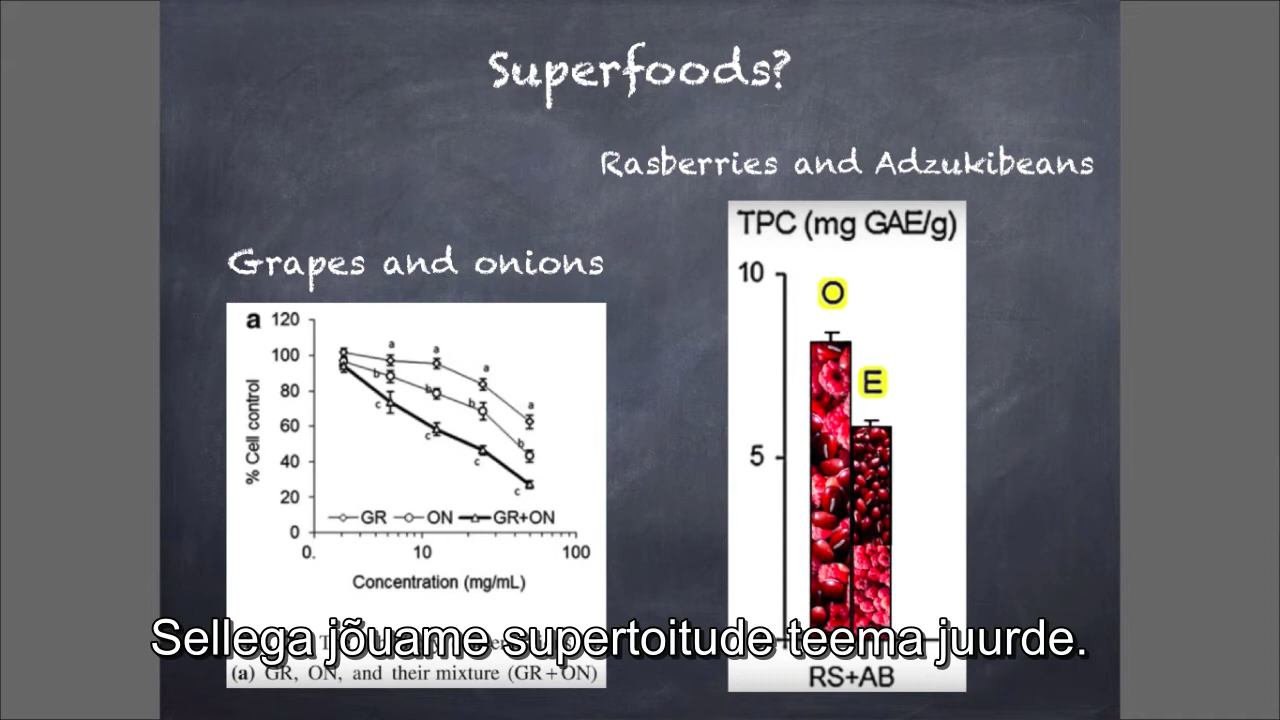 Superfoods?
Rasberries and Adzukibeans
Grapes and onions
TPC (mg GAE/g)
10
O
E
5
RS+AB
a
120
100
80
60
40
20
0
% Cell control
a
a
a
a
b
b
b
b
c
c
c
c
GR ON GR+ON
0. 10 100
Concentration (mg/mL)
(a) GR, ON, and their mixture (GR+ON)
Sellega jõuame supertoitude teema juurde.